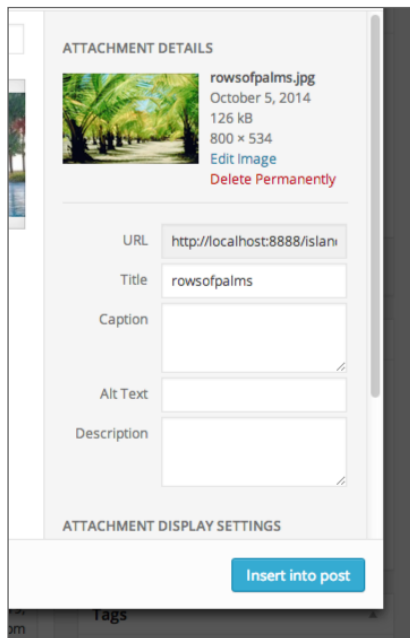 ATTACHMENT DETAILS
rowsofpalms.jpg
October 5, 2014
126 kB
800 × 534
Edit Image
Delete Permanently
URL http://localhost:8888/islan
Title rowsofpalms
Caption
Alt Text
Description
ATTACHMENT DISPLAY SETTINGS
Insert into post
Tags
om